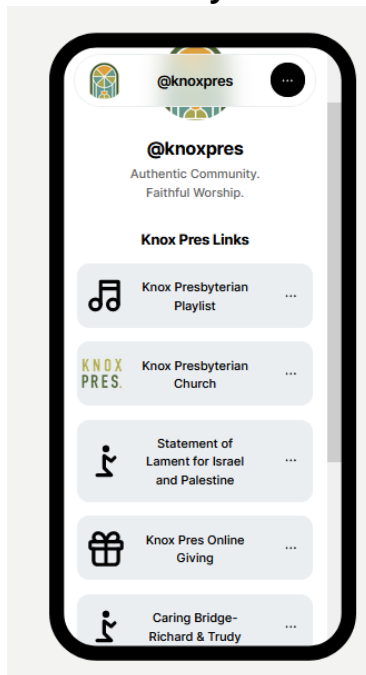 @knoxpres
...
@knoxpres
Authentic Community.
Faithful Worship.
Knox Pres Links
Knox Presbyterian
Playlist
...
KNOX
PRES.
Knox Presbyterian
Church
...
Statement of
Lament for Israel
and Palestine
...
Knox Pres Online
Giving
...
Caring Bridge-
Richard & Trudy
...